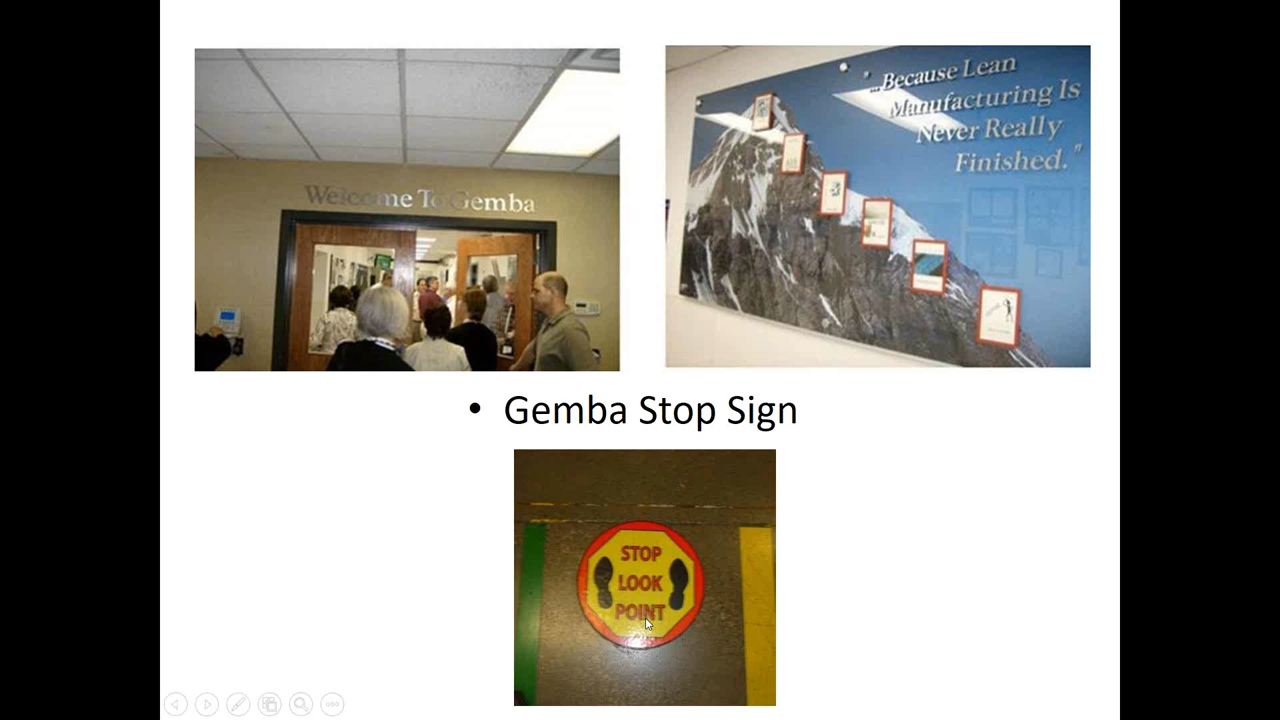 Welcome To Gemba
"...Because Lean
Manufacturing Is
Never Really
Finished."
• Gemba Stop Sign
STOP
LOOK
POINT